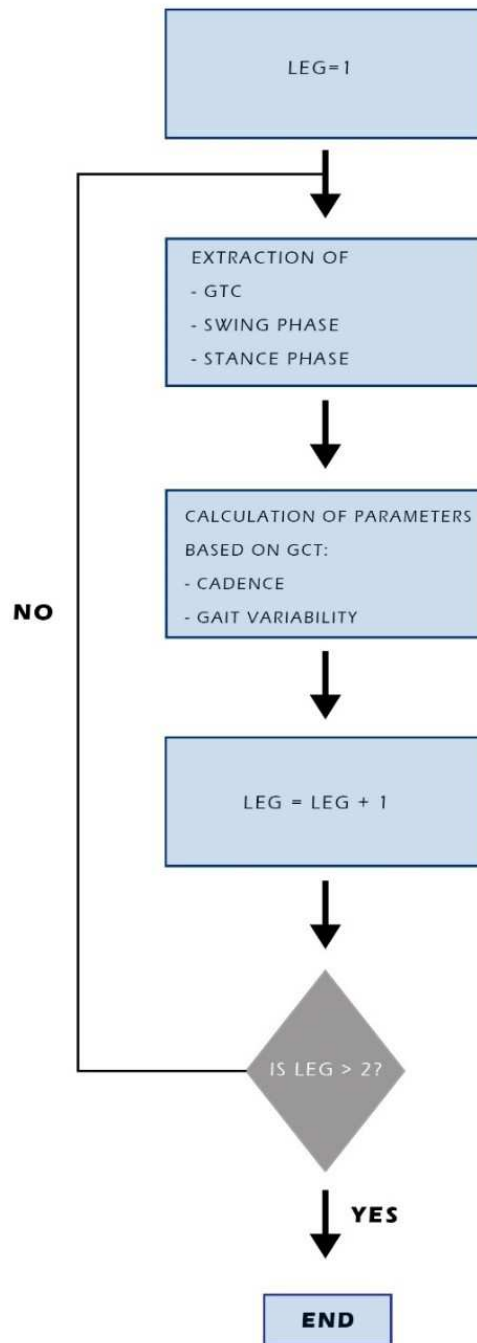 LEG=1
EXTRACTION OF
- GTC
- SWING PHASE
- STANCE PHASE
CALCULATION OF PARAMETERS
BASED ON GCT:
- CADENCE
- GAIT VARIABILITY
NO
LEG = LEG + 1
IS LEG > 2?
YES
END